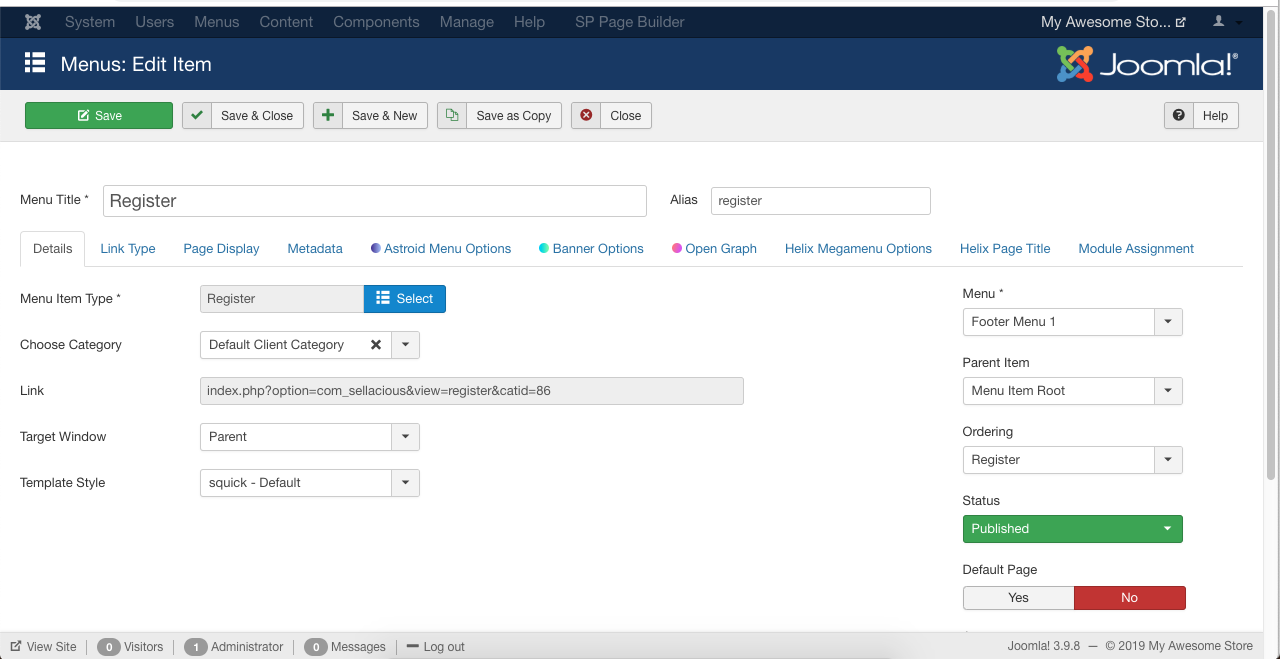 System Users Menus Content Components Manage Help SP Page Builder My Awesome Sto...
Menus: Edit Item Joomla!®
Save Save & Close Save & New Save as Copy Close Help
Menu Title * Register Alias register
Details Link Type Page Display Metadata Astroid Menu Options Banner Options Open Graph Helix Megamenu Options Helix Page Title Module Assignment
Menu Item Type * Register Select
Choose Category Default Client Category
Link index.php?option=com_sellacious&view=register&catid=86
Target Window Parent
Template Style squick - Default
Menu *
Footer Menu 1
Parent Item
Menu Item Root
Ordering
Register
Status
Published
Default Page
Yes No
View Site 0 Visitors 1 Administrator 0 Messages Log out Joomla! 3.9.8 — © 2019 My Awesome Store